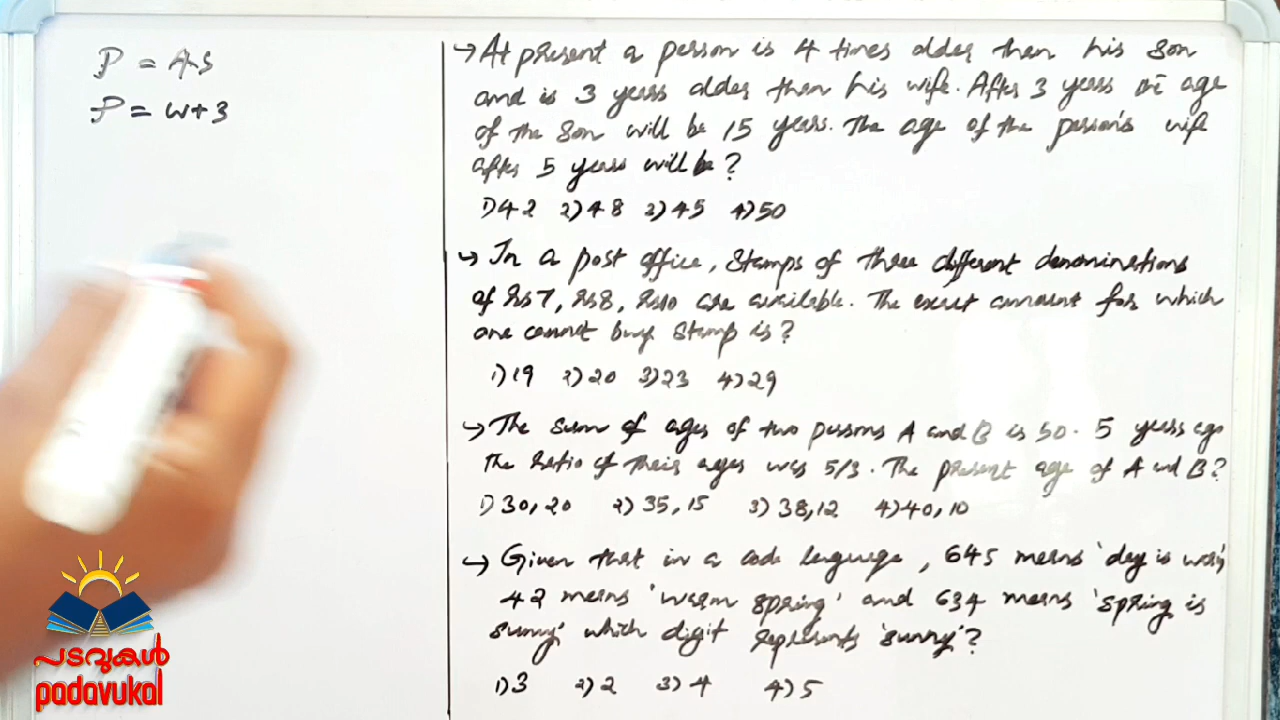 P = 4S
P = W+3
→ At present a person is 4 times older than his son
and is 3 years older than his wife. After 3 years the age
of the son will be 15 years. The age of the person's wife
after 5 years will be?
1) 42 2) 48 3) 45 4) 50
→ In a post office, stamps of three different denominations
of Rs 7, Rs 8, Rs 10 are available. The exact amount for which
one cannot buy stamp is?
1) 19 2) 20 3) 23 4) 29
→ The sum of ages of two persons A and B is 50. 5 years ago
the ratio of their ages was 5/3. The present age of A and B?
1) 30, 20 2) 35, 15 3) 38, 12 4) 40, 10
→ Given that in a code language, 645 means 'day is
42 means 'warm spring' and 634 means 'spring is
sunny', which digit represents 'sunny'?
1) 3 2) 2 3) 4 4) 5
പടവുകൾ
padavukal